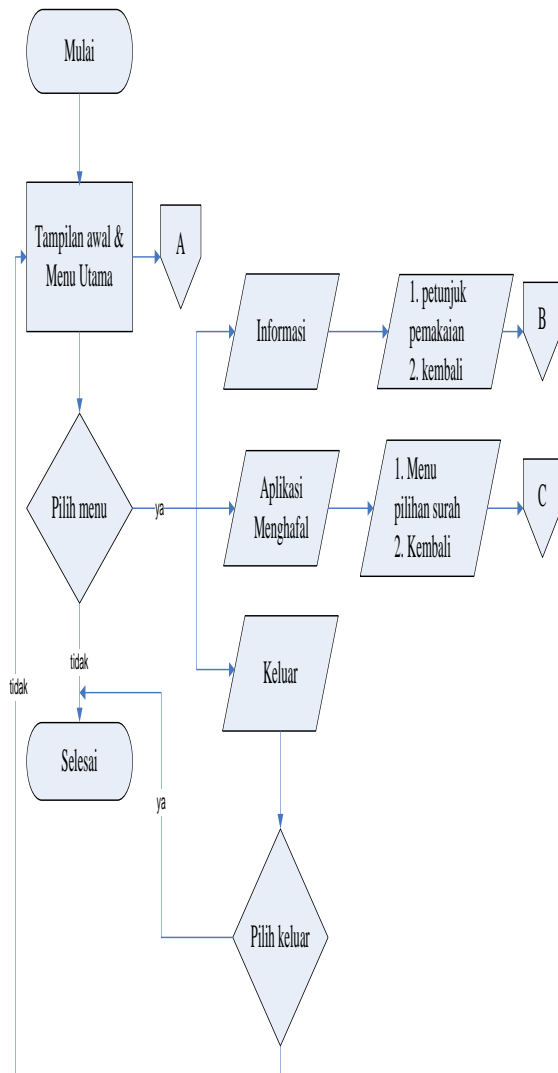 Mulai
Tampilan awal &
Menu Utama
A
Informasi
1. petunjuk
pemakaian
2. kembali
B
Pilih menu
ya
Aplikasi
Menghafal
1. Menu
pilihan surah
2. Kembali
C
Keluar
tidak
tidak
Selesai
ya
Pilih keluar